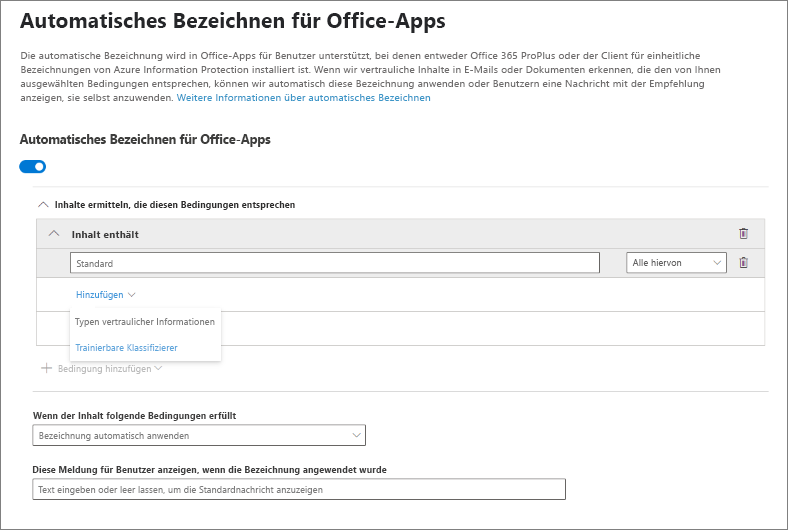 Automatisches Bezeichnen für Office-Apps
Die automatische Bezeichnung wird in Office-Apps für Benutzer unterstützt, bei denen entweder Office 365 ProPlus oder der Client für einheitliche
Bezeichnungen von Azure Information Protection installiert ist. Wenn wir vertrauliche Inhalte in E-Mails oder Dokumenten erkennen, die den von Ihnen
ausgewählten Bedingungen entsprechen, können wir automatisch diese Bezeichnung anwenden oder Benutzern eine Nachricht mit der Empfehlung
anzeigen, sie selbst anzuwenden. Weitere Informationen über automatisches Bezeichnen
Automatisches Bezeichnen für Office-Apps
Inhalte ermitteln, die diesen Bedingungen entsprechen
Inhalt enthält
Standard Alle hiervon
Hinzufügen
Typen vertraulicher Informationen
Trainierbare Klassifizierer
Bedingung hinzufügen
Wenn der Inhalt folgende Bedingungen erfüllt
Bezeichnung automatisch anwenden
Diese Meldung für Benutzer anzeigen, wenn die Bezeichnung angewendet wurde
Text eingeben oder leer lassen, um die Standardnachricht anzuzeigen